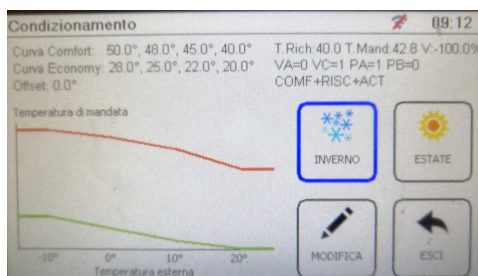 Condizionamento 09:12
Curva Comfort: 50.0°, 48.0°, 45.0°, 40.0°
Curva Economy: 28.0°, 25.0°, 22.0°, 20.0°
Offset: 0.0°
T.Rich:40.0 T.Mand:42.8 V:-100.0%
VA=0 VC=1 PA=1 PB=0
COMF+RISC+ACT
Temperatura di mandata
INVERNO ESTATE
-10° 0° 10° 20°
Temperatura esterna
MODIFICA ESCI